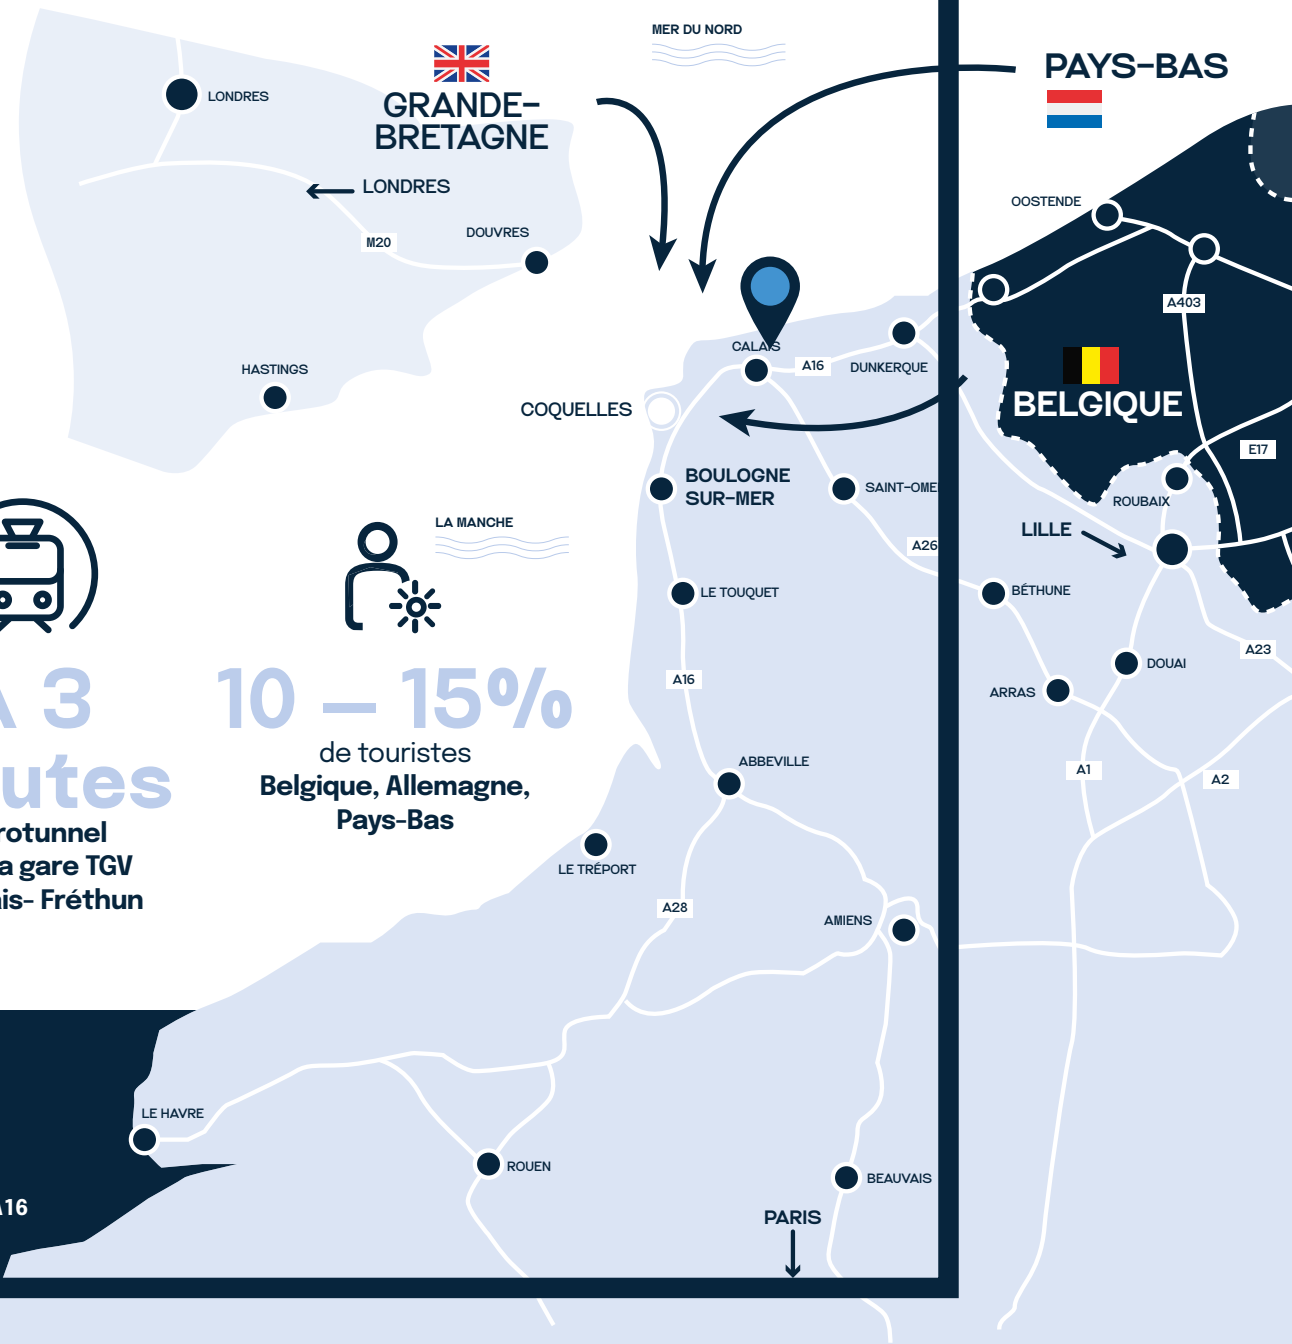 MER DU NORD
PAYS-BAS
GRANDE-
BRETAGNE
LONDRES
LONDRES
M20
DOUVRES
HASTINGS
OOSTENDE
A403
BELGIQUE
E17
CALAIS
A16
DUNKERQUE
COQUELLES
BOULOGNE
SUR-MER
SAINT-OME
A26
ROUBAIX
LILLE
LA MANCHE
LE TOUQUET
BÉTHUNE
A23
DOUAI
ARRAS
A16
A1
A2
À 3
utes
rotunnel
a gare TGV
is- Fréthun
10 — 15%
de touristes
Belgique, Allemagne,
Pays-Bas
ABBEVILLE
LE TRÉPORT
A28
AMIENS
LE HAVRE
ROUEN
BEAUVAIS
PARIS
A16